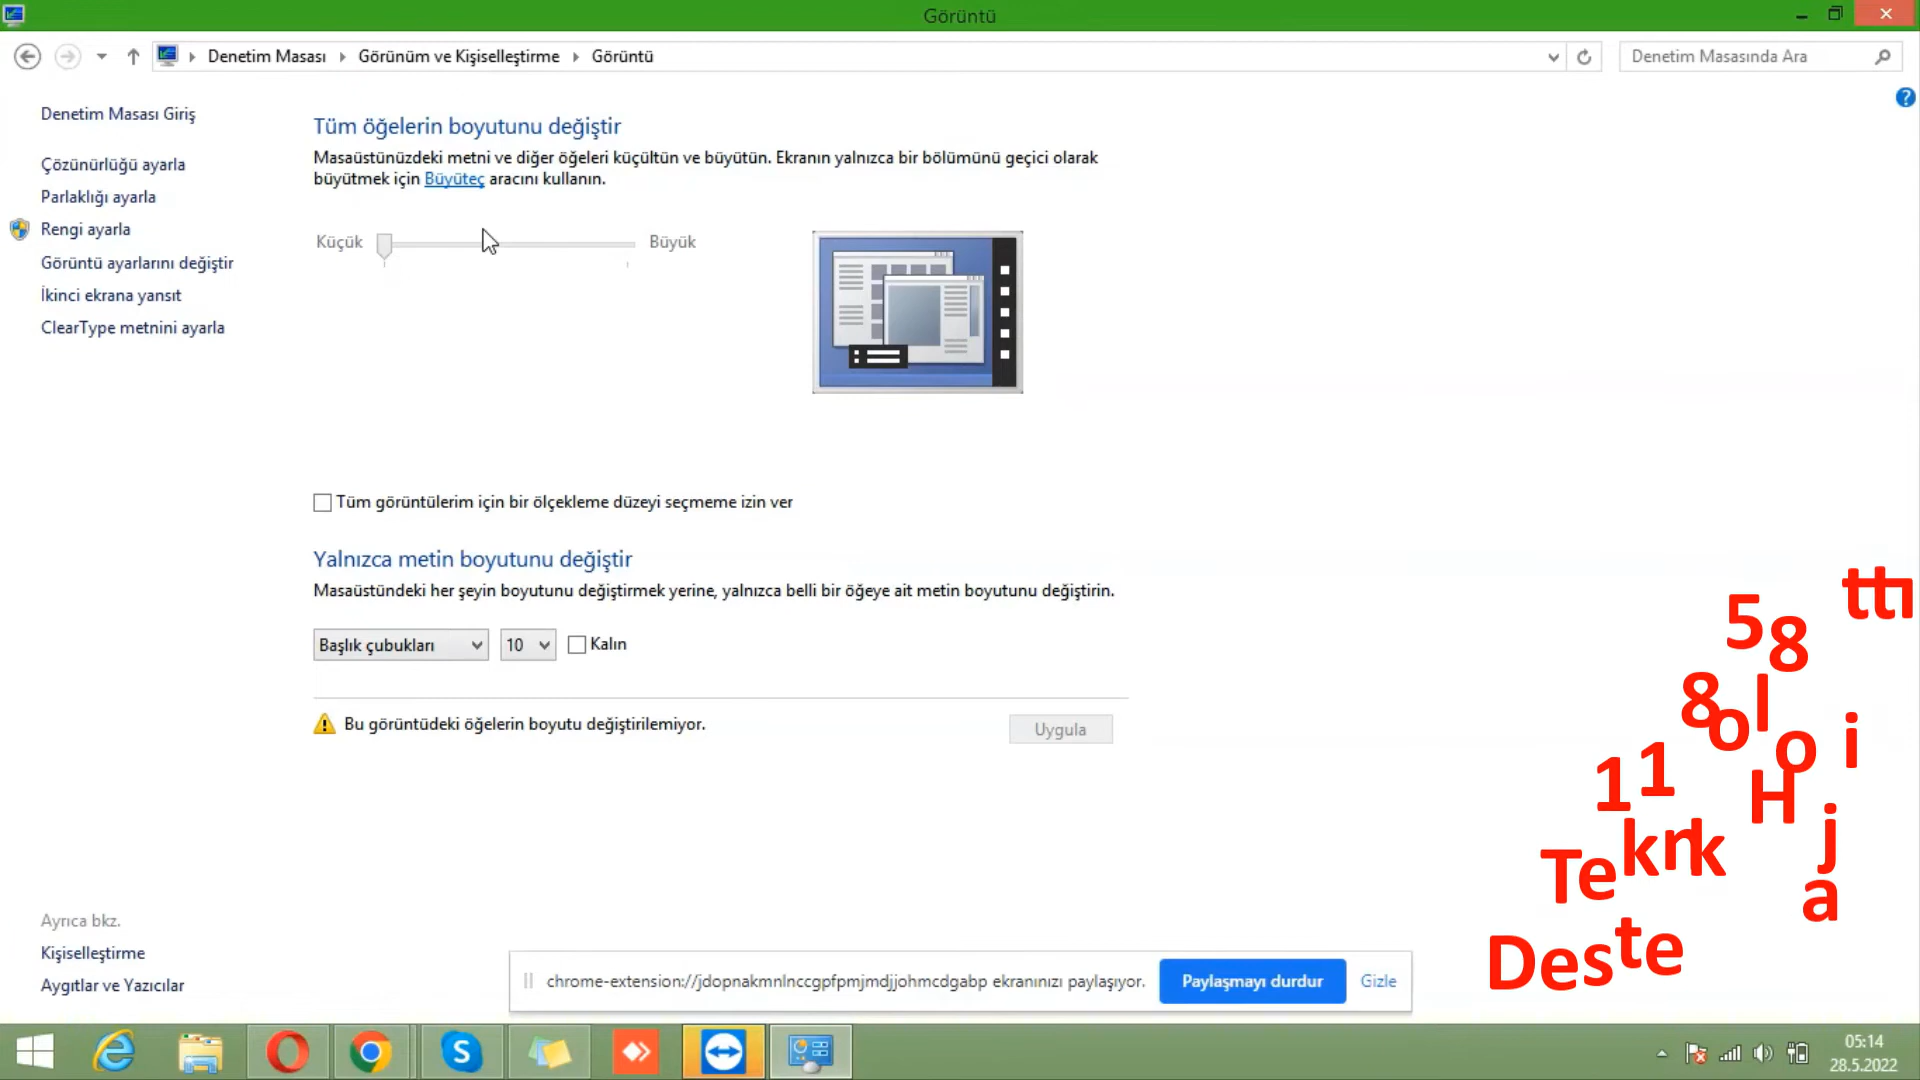 Görüntü
Denetim Masası Görünüm ve Kişiselleştirme Görüntü
Denetim Masasında Ara
Denetim Masası Giriş
Çözünürlüğü ayarla
Parlaklığı ayarla
Rengi ayarla
Görüntü ayarlarını değiştir
İkinci ekrana yansıt
ClearType metnini ayarla
Tüm öğelerin boyutunu değiştir
Masaüstünüzdeki metni ve diğer öğeleri küçültün ve büyütün. Ekranın yalnızca bir bölümünü geçici olarak
büyütmek için Büyüteç aracını kullanın.
Küçük Büyük
Tüm görüntülerim için bir ölçekleme düzeyi seçmeme izin ver
Yalnızca metin boyutunu değiştir
Masaüstündeki her şeyin boyutunu değiştirmek yerine, yalnızca belli bir öğeye ait metin boyutunu değiştirin.
Başlık çubukları 10 Kalın
Bu görüntüdeki öğelerin boyutu değiştirilemiyor.
Uygula
Ayrıca bkz.
Kişiselleştirme
Aygıtlar ve Yazıcılar
chrome-extension://jdopnakmnlnccgpfpmjmdjjohmcdgabp ekranınızı paylaşıyor.
Paylaşmayı durdur
Gizle
Deste
05:14
28.5.2022